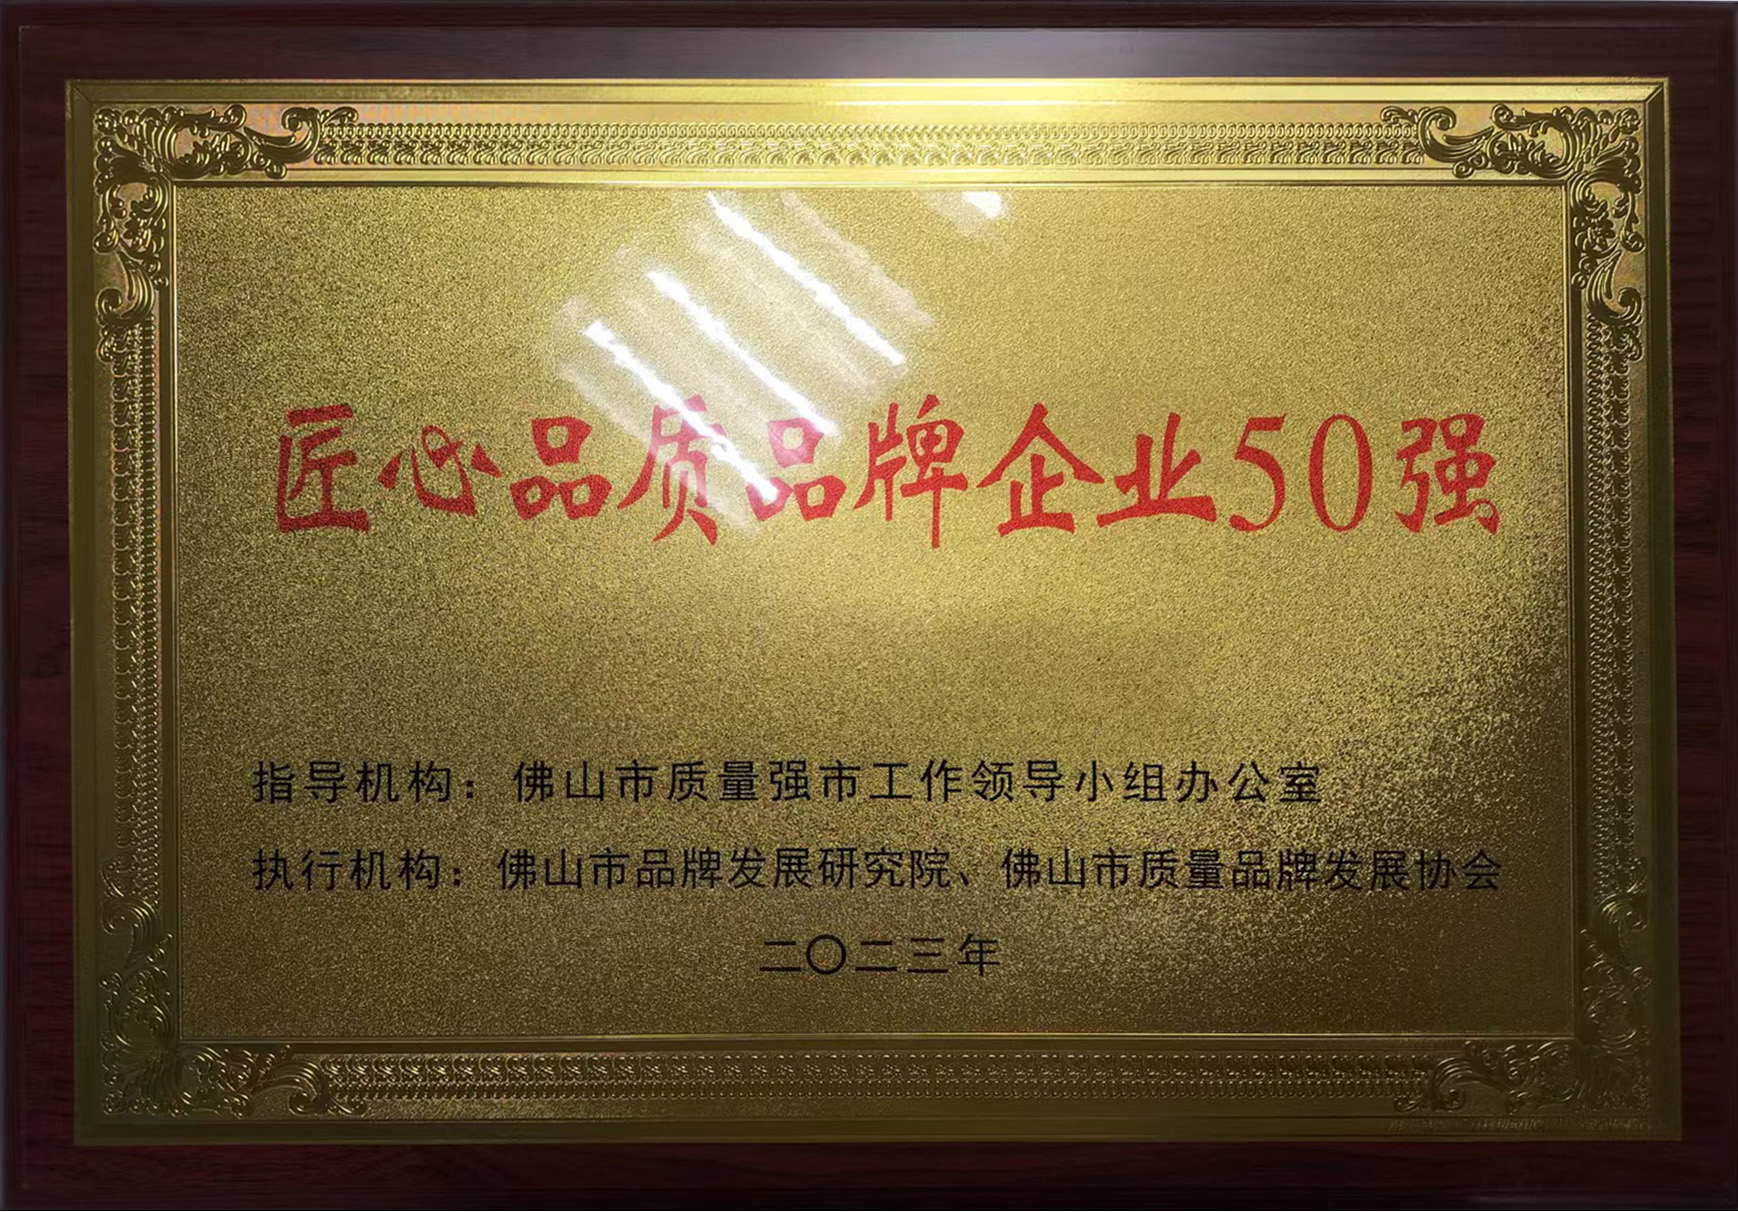 匠心品质品牌企业50强
指导机构：佛山市质量强市工作领导小组办公室
执行机构：佛山市品牌发展研究院、佛山市质量品牌发展协会
二〇二三年